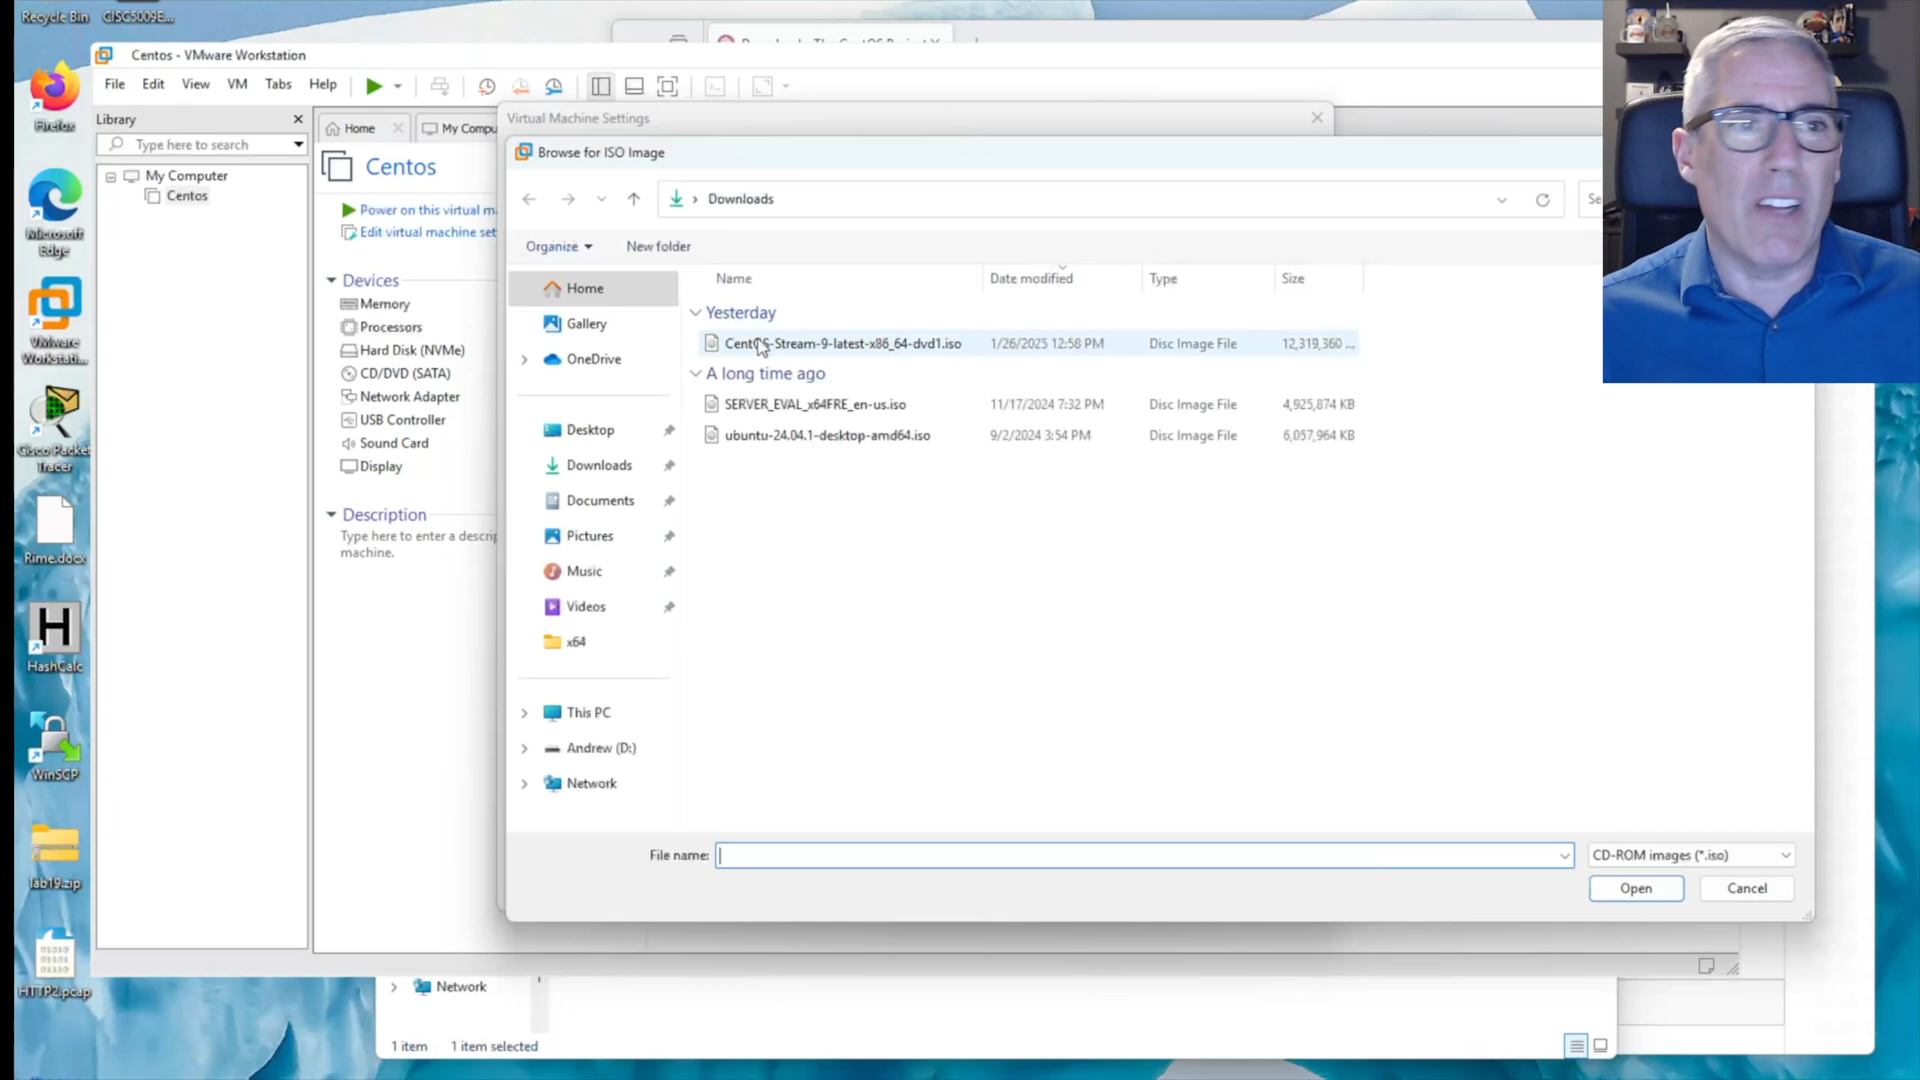 Recycle Bin
CISC5009E...
Centos - VMware Workstation
File Edit View VM Tabs Help
Library
Type here to search
My Computer
Centos
Home
My Compu
Centos
Power on this virtual m
Edit virtual machine set
Devices
Memory
Processors
Hard Disk (NVMe)
CD/DVD (SATA)
Network Adapter
USB Controller
Sound Card
Display
Description
Type here to enter a descrip
machine.
Virtual Machine Settings
Browse for ISO Image
Downloads
Se
Organize
New folder
Name Date modified Type Size
Yesterday
CentOS-Stream-9-latest-x86_64-dvd1.iso 1/26/2025 12:58 PM Disc Image File 12,319,360 ...
A long time ago
SERVER_EVAL_x64FRE_en-us.iso 11/17/2024 7:32 PM Disc Image File 4,925,874 KB
ubuntu-24.04.1-desktop-amd64.iso 9/2/2024 3:54 PM Disc Image File 6,057,964 KB
Home
Gallery
OneDrive
Desktop
Downloads
Documents
Pictures
Music
Videos
x64
This PC
Andrew (D:)
Network
File name:
CD-ROM images (*.iso)
Open
Cancel
Network
1 item
1 item selected
Firefox
Microsoft
Edge
VMware
Workstati...
Cisco Packet
Tracer
Rime.docx
HashCalc
WinSCP
lab19.zip
HTTP2.pcap